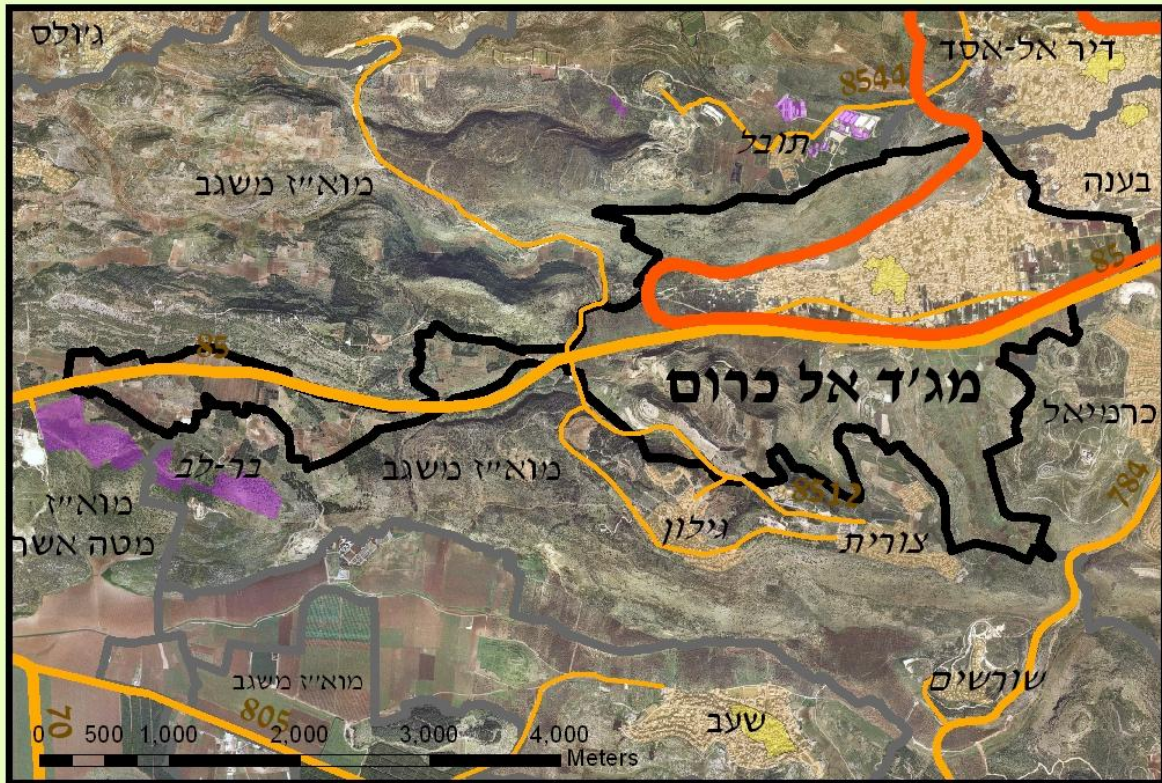 ג'ולס
דיר אל-אסד
8544
תובל
מוא"ז משגב
בענה
85
85
מג'ד אל כרום
כרמיאל
בר-לב
מוא"ז משגב
784
8512
מוא"ז
מטה אשר
גילון
צורית
מוא"ז משגב
שורשים
805
70
שעב
0 500 1,000 2,000 3,000 4,000
Meters